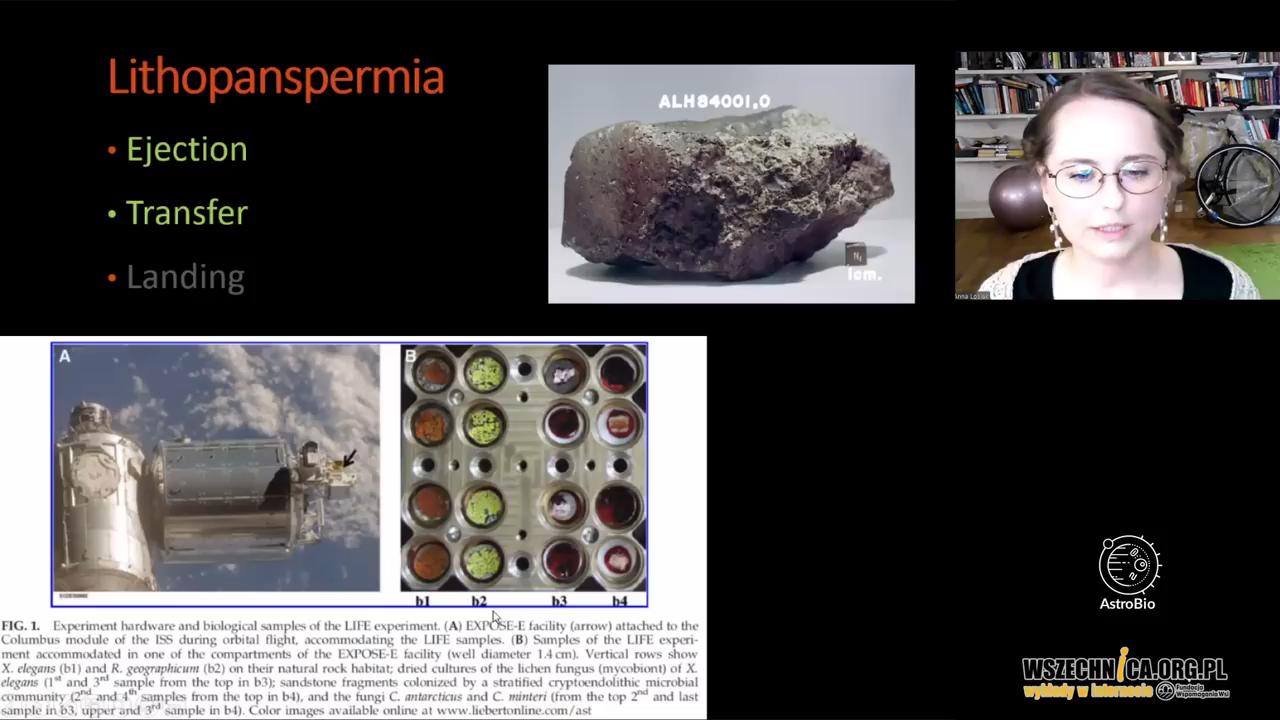 Lithopanspermia
• Ejection
• Transfer
• Landing
ALH84001,0
1cm.
A
B
b1 b2 b3 b4
FIG. 1. Experiment hardware and biological samples of the LIFE experiment. (A) EXPOSE-E facility (arrow) attached to the
Columbus module of the ISS during orbital flight, accommodating the LIFE samples. (B) Samples of the LIFE experi-
ment accommodated in one of the compartments of the EXPOSE-E facility (well diameter 1.4 cm). Vertical rows show
X. elegans (b1) and R. geographicum (b2) on their natural rock habitat; dried cultures of the lichen fungus (mycobiont) of X.
elegans (1st and 3rd sample from the top in b3); sandstone fragments colonized by a stratified cryptoendolithic microbial
community (2nd and 4th samples from the top in b4), and the fungi C. antarcticus and C. minteri (from the top 2nd and last
sample in b3, upper and 3rd sample in b4). Color images available online at www.liebertonline.com/ast
AstroBio
WSZECHNICA.ORG.PL
wykłady w internecie
Fundacja
Wspomagania Wsi